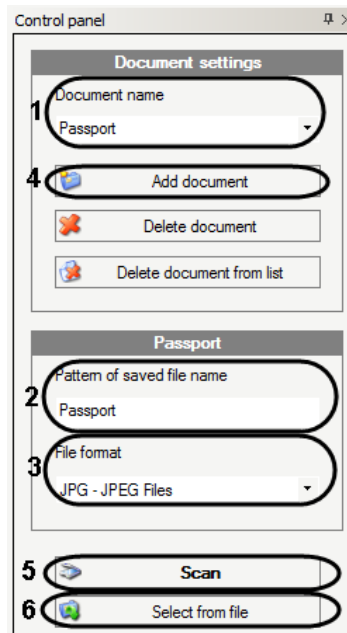 Control panel
Document settings
Document name
1
Passport
4 Add document
Delete document
Delete document from list
Passport
Pattern of saved file name
2
Passport
File format
3
JPG - JPEG Files
5 Scan
6 Select from file